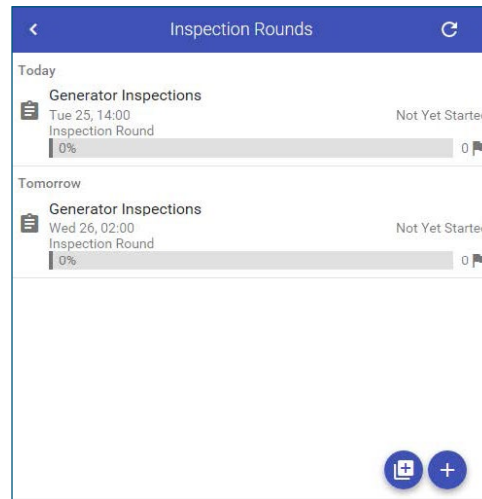 Inspection Rounds
Today
Generator Inspections
Tue 25, 14:00
Not Yet Starte
Inspection Round
0%
0
Tomorrow
Generator Inspections
Wed 26, 02:00
Not Yet Starte
Inspection Round
0%
0